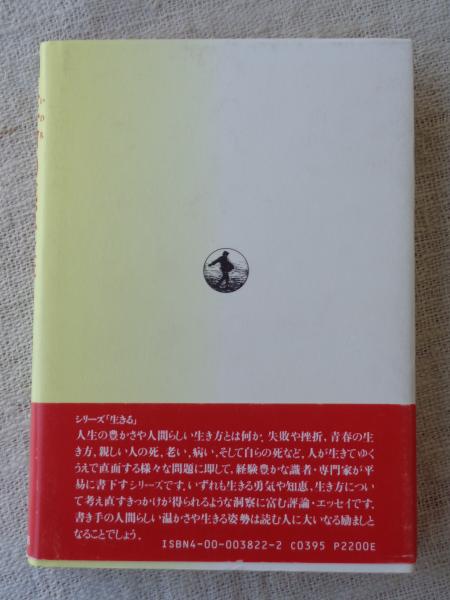 シリーズ「生きる」
人生の豊かさや人間らしい生き方とは何か。失敗や挫折,青春の生
き方,親しい人の死,老い,病い,そして自らの死など,人が生きてゆく
うえで直面する様々な問題に即して,経験豊かな識者・専門家が平
易に書下すシリーズです。いずれも生きる勇気や知恵,生き方につい
て考え直すきっかけが得られるような洞察に富む評論・エッセイです。
書き手の人間らしい温かさや生きる姿勢は読む人に大いなる励ましと
なることでしょう。
ISBN4-00-003822-2 C0395 P2200E